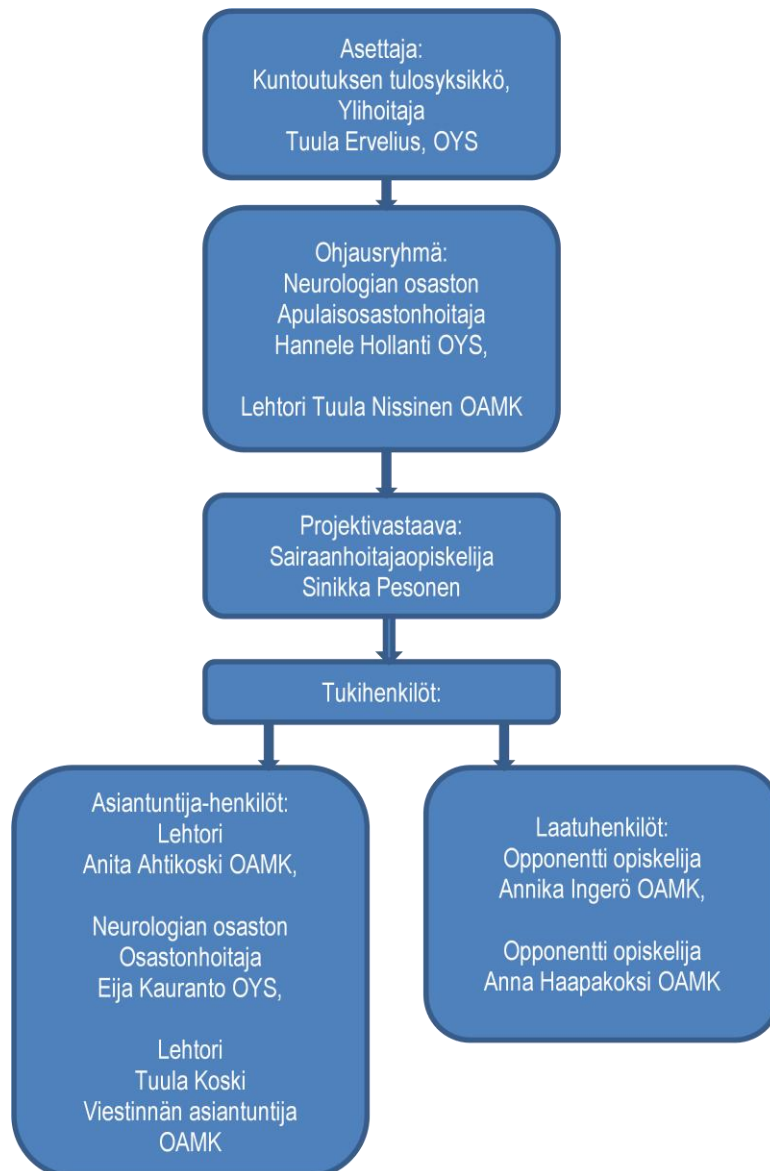 Asettaja:
Kuntoutuksen tulosyksikkö,
Ylihoitaja
Tuula Ervelius, OYS
Ohjausryhmä:
Neurologian osaston
Apulaisosastonhoitaja
Hannele Hollanti OYS,
Lehtori Tuula Nissinen OAMK
Projektivastaava:
Sairaanhoitajaopiskelija
Sinikka Pesonen
Tukihenkilöt:
Asiantuntija-henkilöt:
Lehtori
Anita Ahtikoski OAMK,
Neurologian osaston
Osastonhoitaja
Eija Kauranto OYS,
Lehtori
Tuula Koski
Viestinnän asiantuntija
OAMK
Laatuhenkilöt:
Opponentti opiskelija
Annika Ingerö OAMK,
Opponentti opiskelija
Anna Haapakoksi OAMK